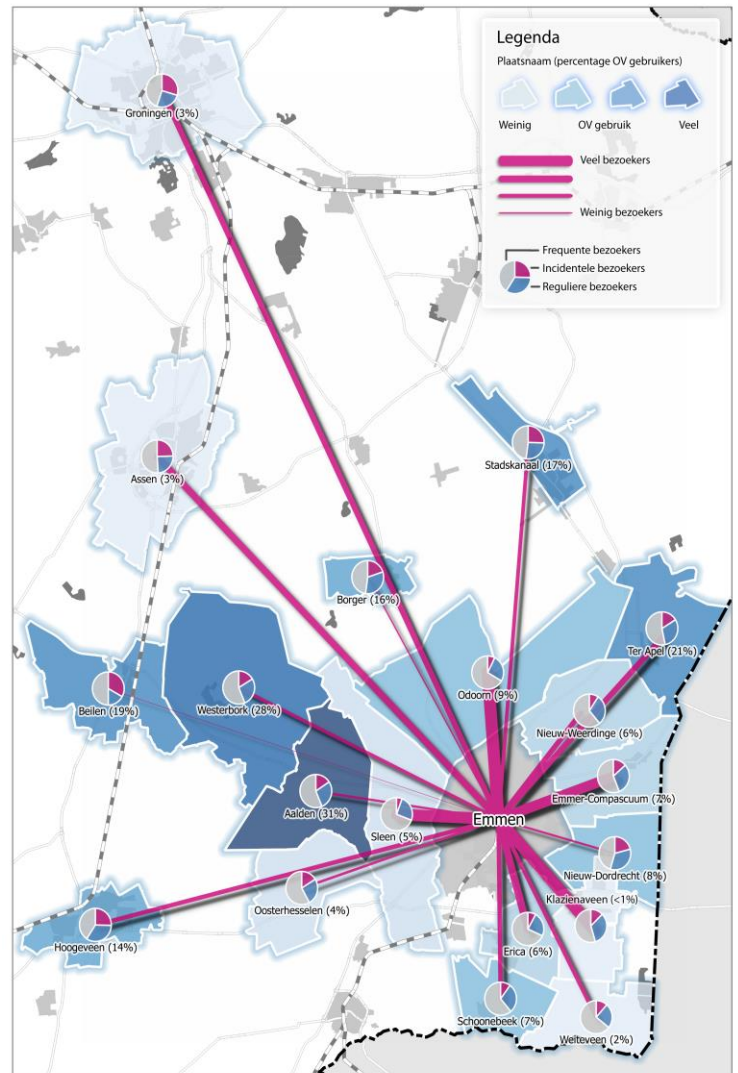 Legenda
Plaatsnaam (percentage OV gebruikers)
Weinig
OV gebruik
Veel
Veel bezoekers
Weinig bezoekers
Frequente bezoekers
Incidentele bezoekers
Reguliere bezoekers
Groningen (3%)
Assen (3%)
Stadskanaal (17%)
Borger (16%)
Ter Apel (21%)
Odoorn (9%)
Beilen (19%)
Westerbork (28%)
Nieuw-Weerdinge (6%)
Emmer-Compascuum (7%)
Aalden (31%)
Sleen (5%)
Emmen
Nieuw-Dordrecht (8%)
Klazienaveen (<1%)
Oosterhesselen (4%)
Hoogeveen (14%)
Erica (6%)
Schoonebeek (7%)
Welteveen (2%)